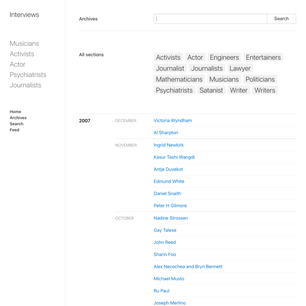 Interviews
Musicians
Activists
Actor
Psychiatrists
Journalists
Home
Archives
Search
Feed
Archives
Search
All sections
Activists Actor Engineers Entertainers
Journalist Journalists Lawyer
Mathematicians Musicians Politicians
Psychiatrists Satanist Writer Writers
2007 DECEMBER Victoria Wyndham
Al Sharpton
NOVEMBER Ingrid Newkirk
Kasur Tashi Wangdi
Antje Duvekot
Edmund White
Daniel Snaith
Peter H Gilmore
OCTOBER Nadine Strossen
Gay Talese
John Reed
Sharin Foo
Alex Necochea and Bryn Bennett
Michael Musto
Ru Paul
Joseph Merlino